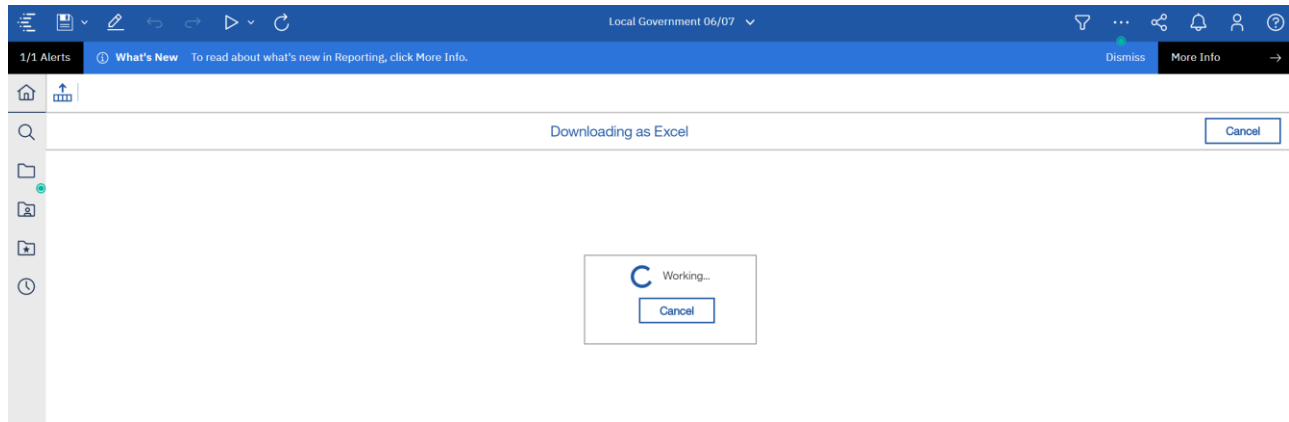 Local Government 06/07
1/1 Alerts
What's New To read about what's new in Reporting, click More Info.
Dismiss
More Info
Downloading as Excel
Cancel
Working...
Cancel